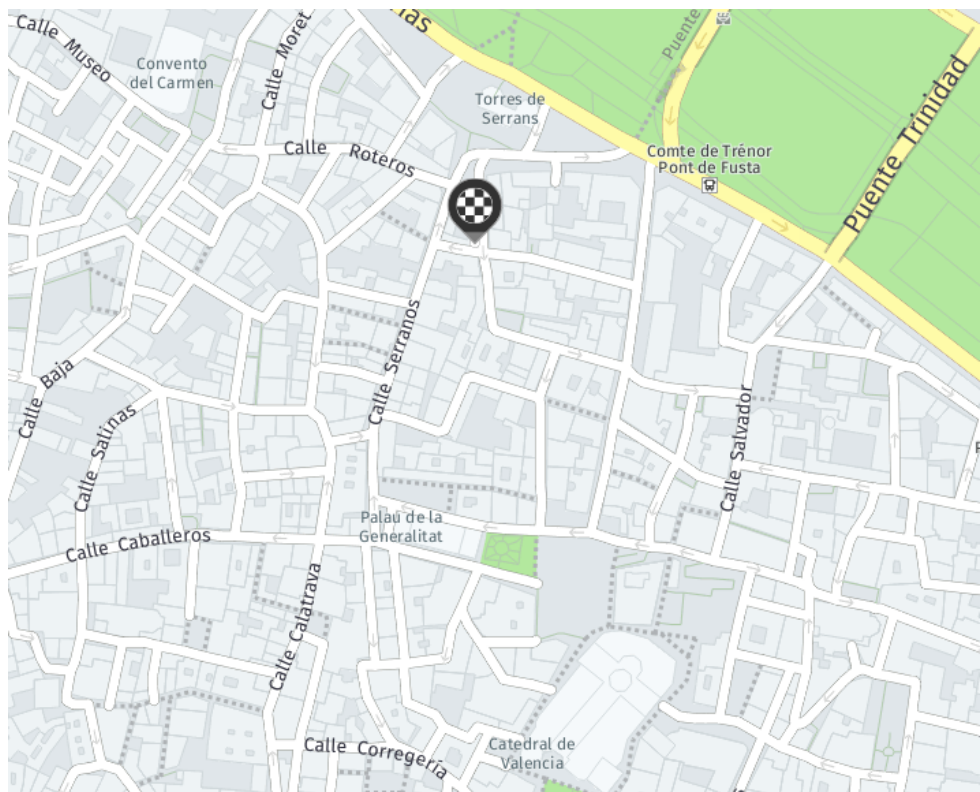 Calle Museo
Calle Moret
Convento
del Carmen
Torres de
Serrans
Puente
Puente Trinidad
Calle Roteros
Comte de Trénor
Pont de Fusta
Calle Serranos
Calle Baja
Calle Salinas
Calle Salvador
Palau de la
Generalitat
Calle Caballeros
Calle Calatrava
Calle Corregería
Catedral de
Valencia